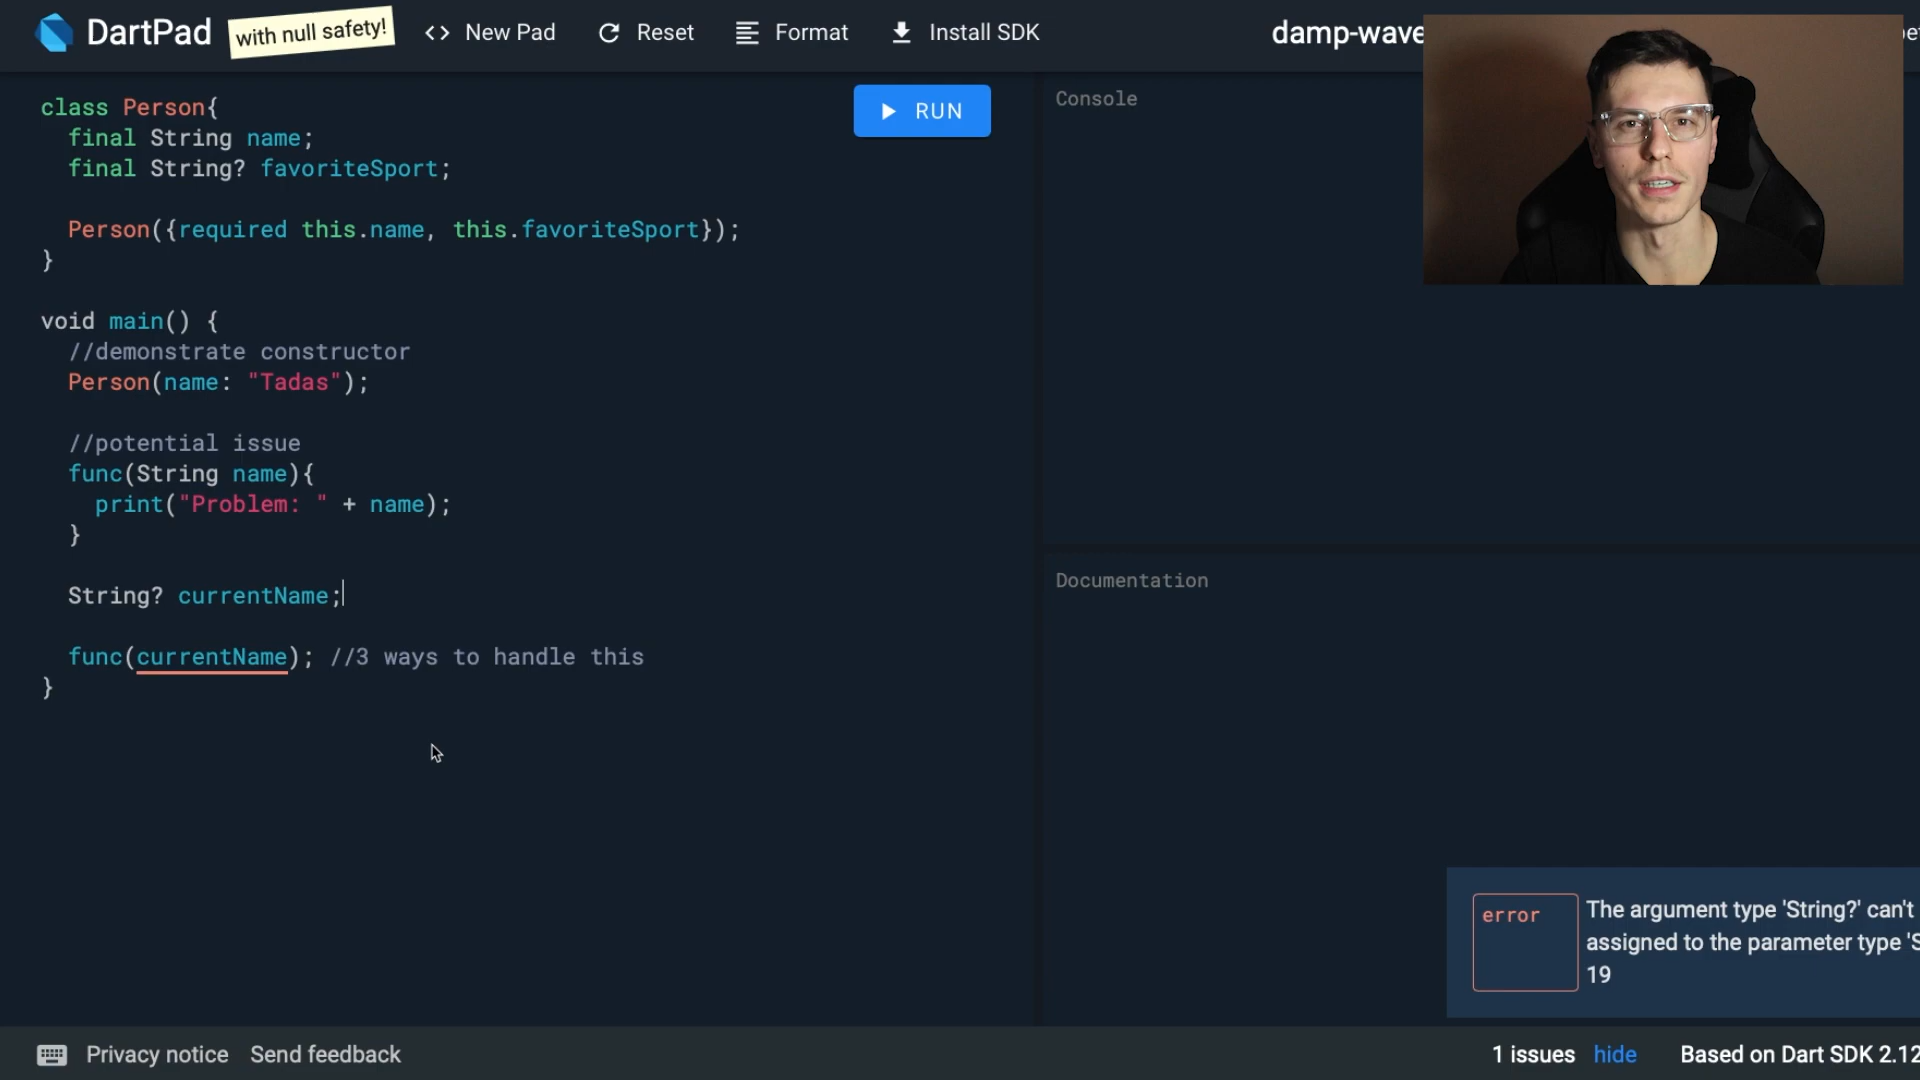 DartPad
with null safety!
<> New Pad
Reset
Format
Install SDK
damp-wave
class Person{
final String name;
final String? favoriteSport;
Person({required this.name, this.favoriteSport});
}
void main() {
//demonstrate constructor
Person(name: "Tadas");
//potential issue
func(String name){
print("Problem: " + name);
}
String? currentName;
func(currentName); //3 ways to handle this
}
RUN
Console
Documentation
error
The argument type 'String?' can't
assigned to the parameter type 'S
19
Privacy notice
Send feedback
1 issues
hide
Based on Dart SDK 2.12